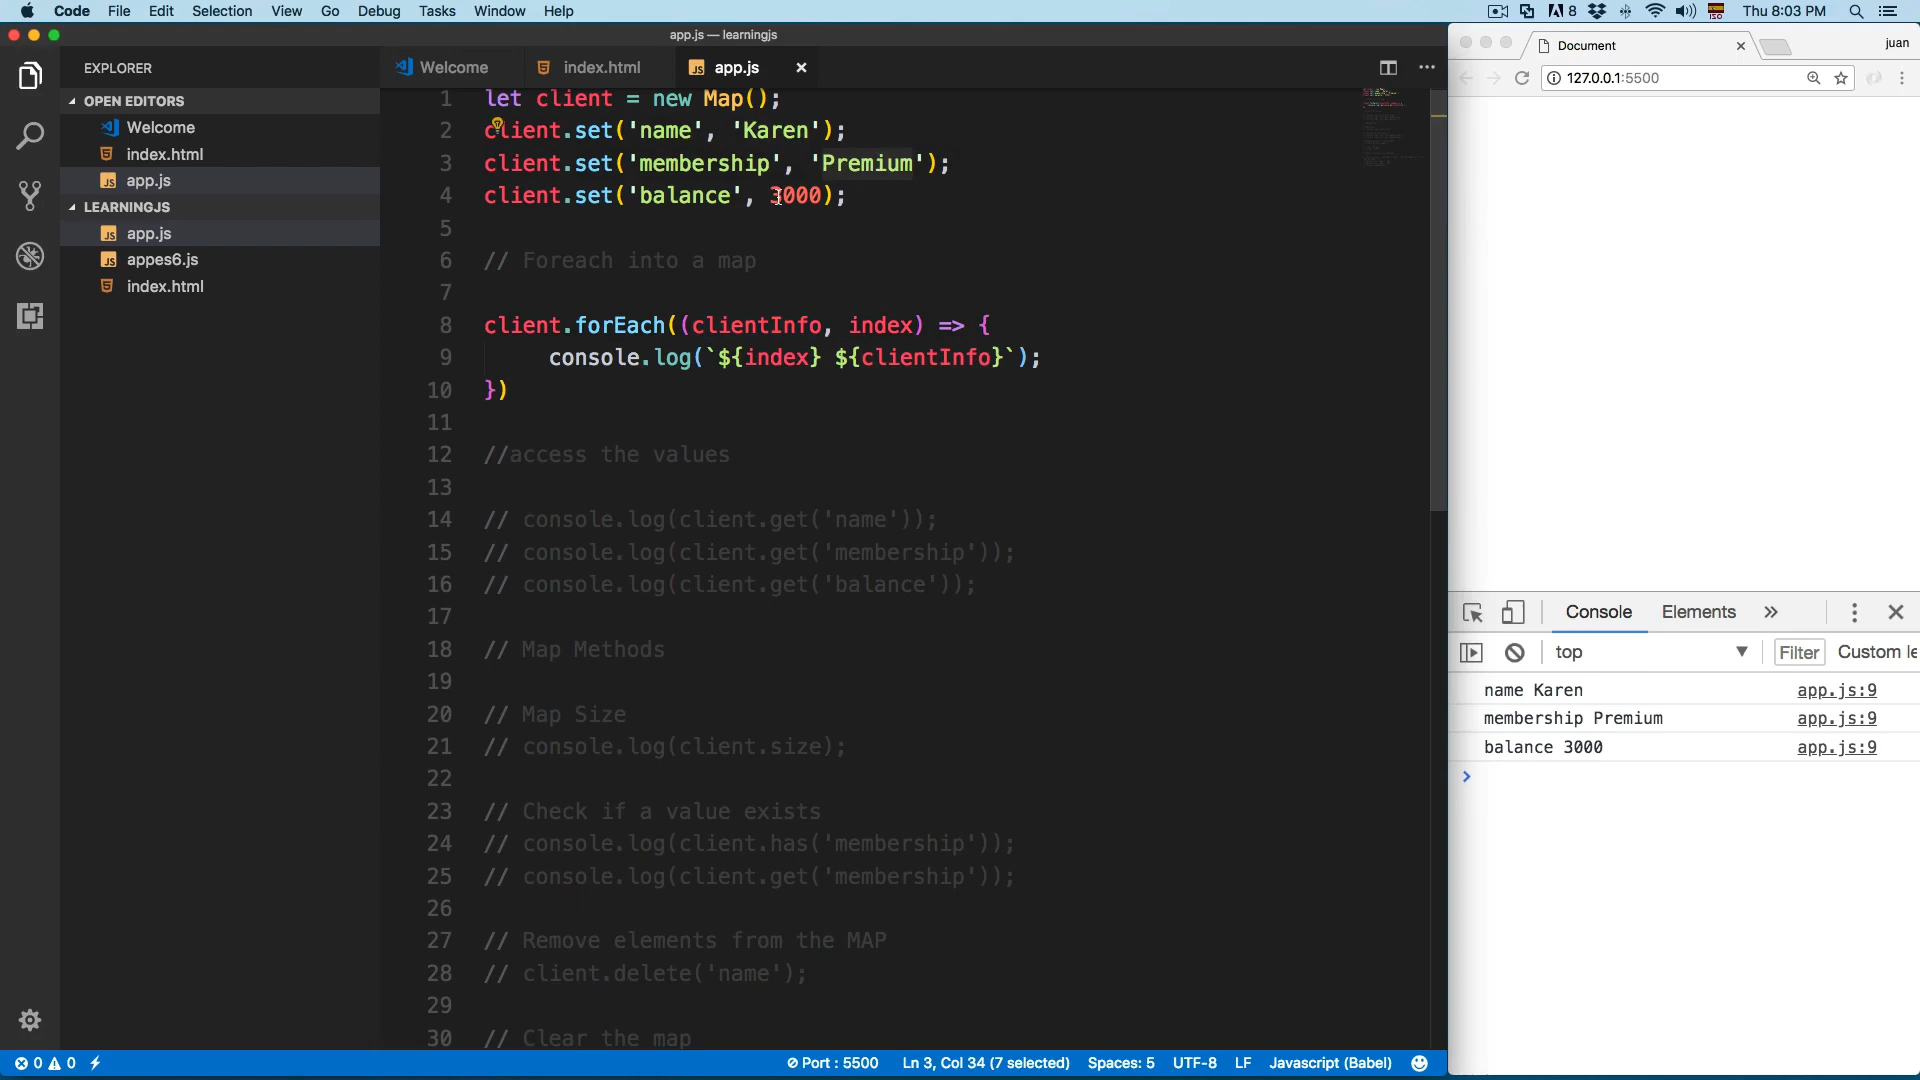 Code File Edit Selection View Go Debug Tasks Window Help
8 ISO Thu 8:03 PM
app.js — learningjs
EXPLORER
OPEN EDITORS
Welcome
index.html
app.js
LEARNINGJS
app.js
appes6.js
index.html
Welcome index.html app.js
1 let client = new Map();
2 client.set('name', 'Karen');
3 client.set('membership', 'Premium');
4 client.set('balance', 3000);
5
6 // Foreach into a map
7
8 client.forEach((clientInfo, index) => {
9 console.log(`${index} ${clientInfo}`);
10 })
11
12 //access the values
13
14 // console.log(client.get('name'));
15 // console.log(client.get('membership'));
16 // console.log(client.get('balance'));
17
18 // Map Methods
19
20 // Map Size
21 // console.log(client.size);
22
23 // Check if a value exists
24 // console.log(client.has('membership'));
25 // console.log(client.get('membership'));
26
27 // Remove elements from the MAP
28 // client.delete('name');
29
30 // Clear the map
0 0 Port : 5500 Ln 3, Col 34 (7 selected) Spaces: 5 UTF-8 LF Javascript (Babel)
Document juan
127.0.0.1:5500
Console Elements
top Filter Custom le
name Karen app.js:9
membership Premium app.js:9
balance 3000 app.js:9